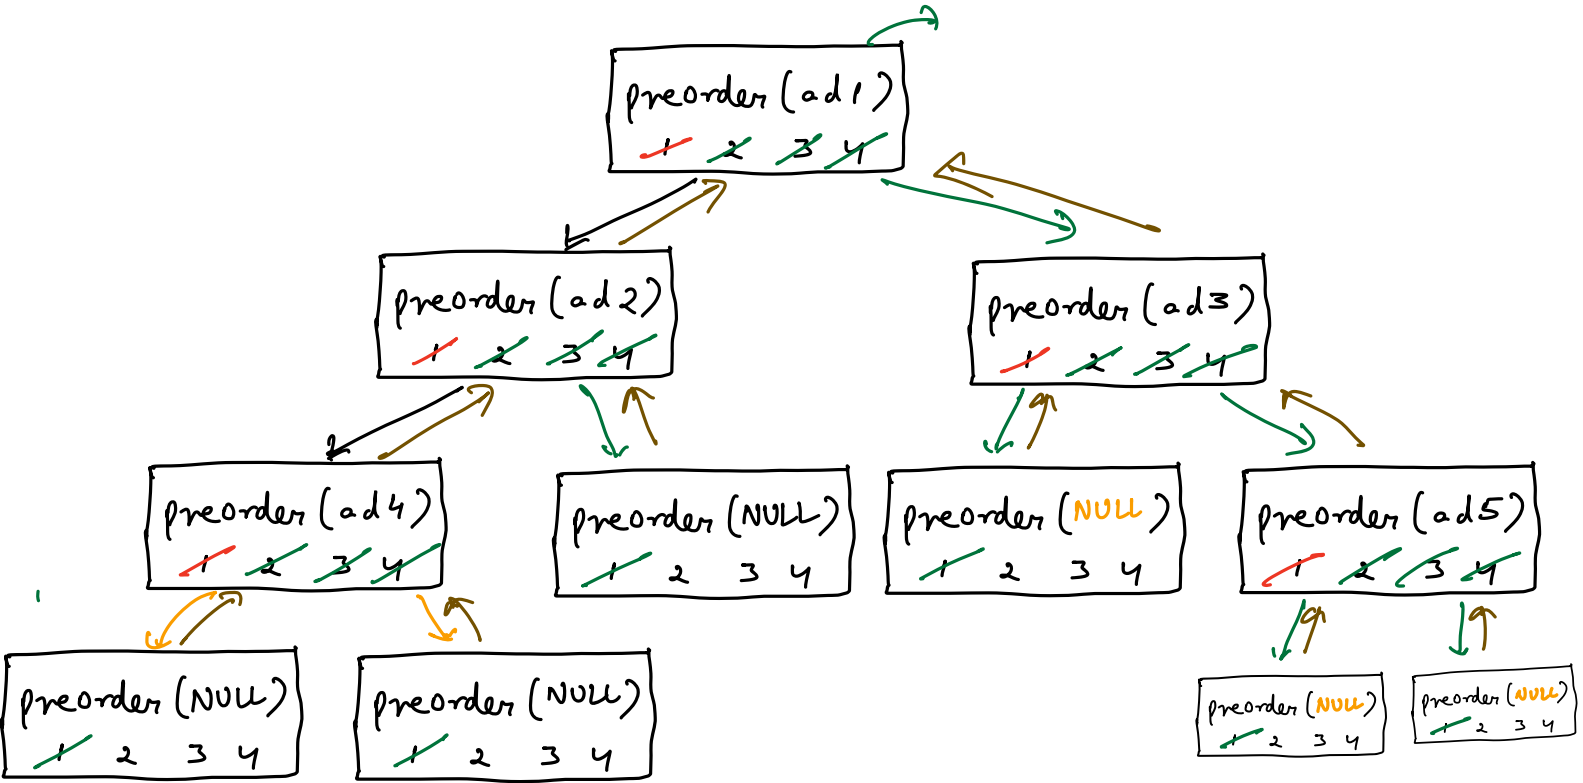 preorder (ad1)
1 2 3 4
preorder (ad2)
1 2 3 4
preorder (ad3)
1 2 3 4
preorder (ad4)
1 2 3 4
preorder (NULL)
1 2 3 4
preorder (NULL)
1 2 3 4
preorder (ad5)
1 2 3 4
preorder (NULL)
1 2 3 4
preorder (NULL)
1 2 3 4
preorder (NULL)
1 2 3 4
preorder (NULL)
1 2 3 4